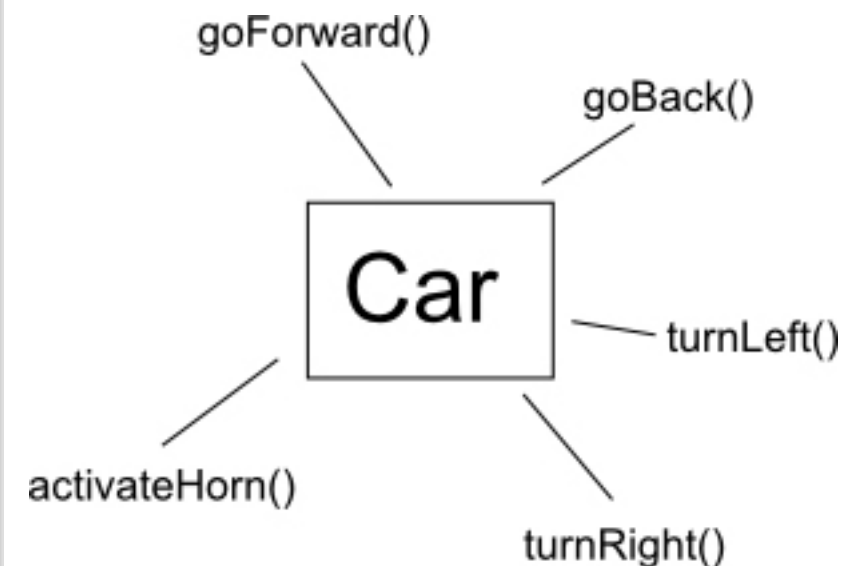 goForward()
goBack()
Car
turnLeft()
activateHorn()
turnRight()